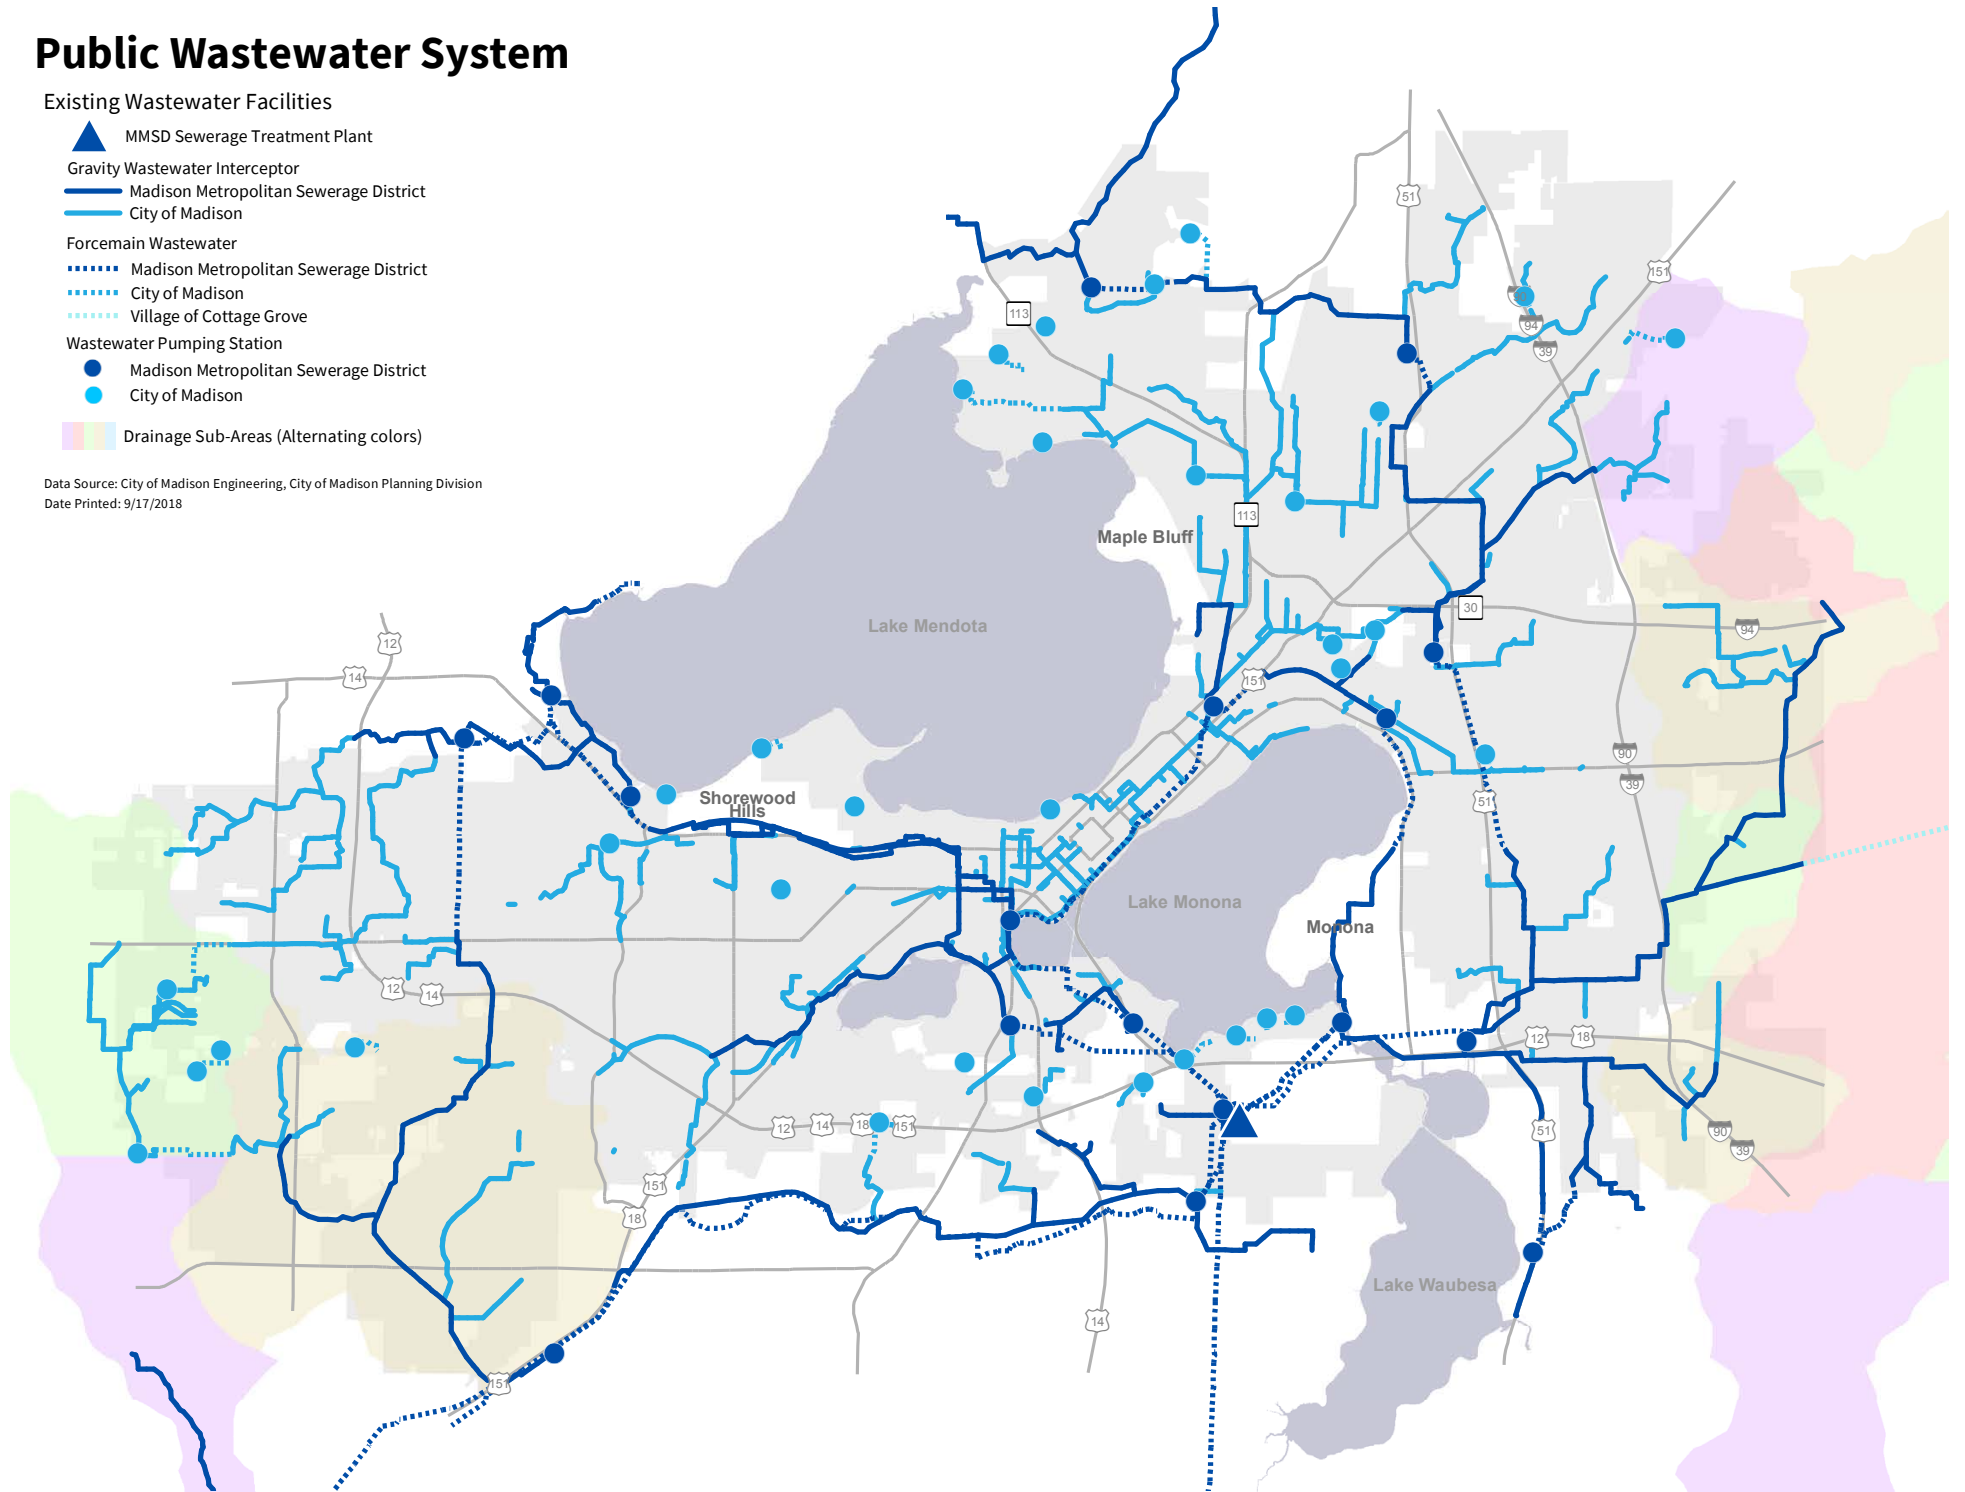 Public Wastewater System
Existing Wastewater Facilities
MMSD Sewerage Treatment Plant
Gravity Wastewater Interceptor
Madison Metropolitan Sewerage District
City of Madison
Forcemain Wastewater
Madison Metropolitan Sewerage District
City of Madison
Village of Cottage Grove
Wastewater Pumping Station
Madison Metropolitan Sewerage District
City of Madison
Drainage Sub-Areas (Alternating colors)
Data Source: City of Madison Engineering, City of Madison Planning Division
Date Printed: 9/17/2018
51
151
113
94
39
113
Maple Bluff
30
Lake Mendota
94
12
14
151
90
39
51
Shorewood
Hills
Lake Monona
Monona
12
14
12
18
12
14
18
151
51
90
39
151
18
Lake Waubesa
14
151